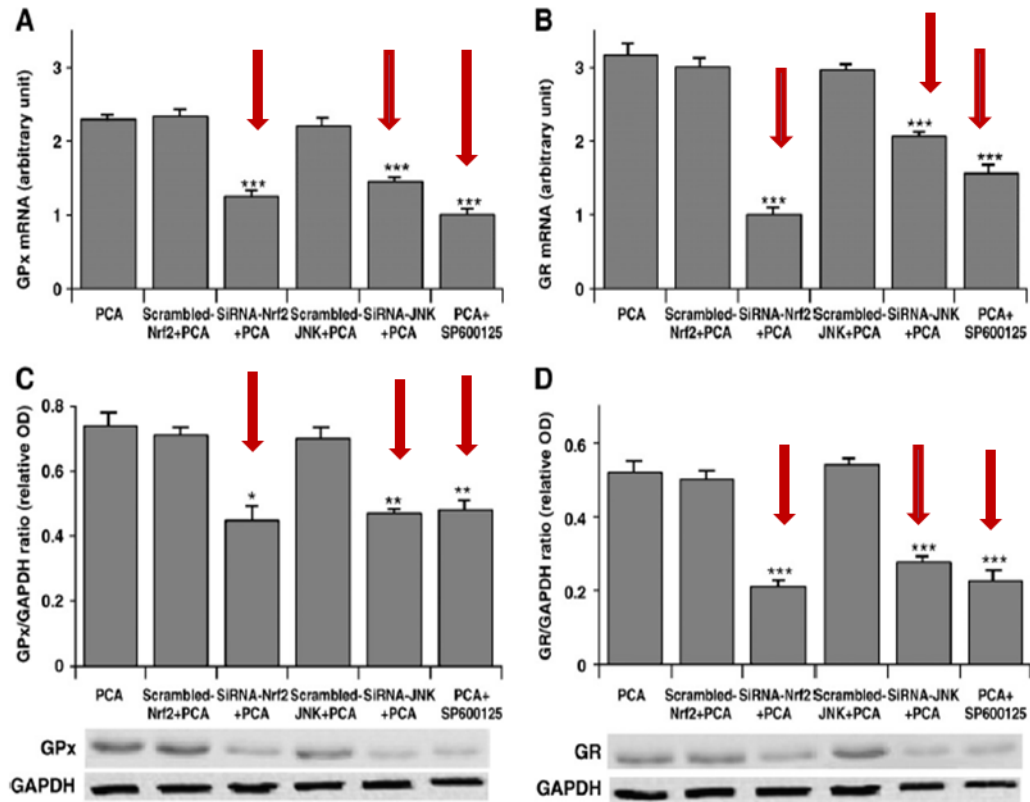 A
GPx mRNA (arbitrary unit)
3
2
1
0
***
***
***
PCA
Scrambled-
Nrf2+PCA
SiRNA-Nrf2
+PCA
Scrambled-
JNK+PCA
SiRNA-JNK
+PCA
PCA+
SP600125
B
GR mRNA (arbitrary unit)
3
2
1
0
***
***
***
PCA
Scrambled-
Nrf2+PCA
SiRNA-Nrf2
+PCA
Scrambled-
JNK+PCA
SiRNA-JNK
+PCA
PCA+
SP600125
C
GPx/GAPDH ratio (relative OD)
0.8
0.6
0.4
0.2
0
*
**
**
PCA
Scrambled-
Nrf2+PCA
SiRNA-Nrf2
+PCA
Scrambled-
JNK+PCA
SiRNA-JNK
+PCA
PCA+
SP600125
GPx
GAPDH
D
GR/GAPDH ratio (relative OD)
0.6
0.4
0.2
0
***
***
***
PCA
Scrambled-
Nrf2+PCA
SiRNA-Nrf2
+PCA
Scrambled-
JNK+PCA
SiRNA-JNK
+PCA
PCA+
SP600125
GR
GAPDH